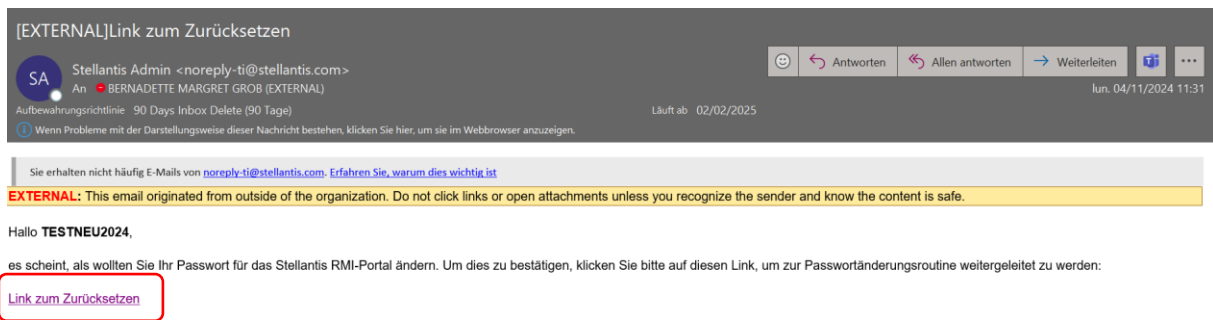 [EXTERNAL]Link zum Zurücksetzen
SA
Stellantis Admin <noreply-ti@stellantis.com>
An BERNADETTE MARGRET GROB (EXTERNAL)
Antworten
Allen antworten
Weiterleiten
lun. 04/11/2024 11:31
Aufbewahrungsrichtlinie 90 Days Inbox Delete (90 Tage)
Läuft ab 02/02/2025
Wenn Probleme mit der Darstellungsweise dieser Nachricht bestehen, klicken Sie hier, um sie im Webbrowser anzuzeigen.
Sie erhalten nicht häufig E-Mails von noreply-ti@stellantis.com. Erfahren Sie, warum dies wichtig ist
EXTERNAL: This email originated from outside of the organization. Do not click links or open attachments unless you recognize the sender and know the content is safe.
Hallo TESTNEU2024,
es scheint, als wollten Sie Ihr Passwort für das Stellantis RMI-Portal ändern. Um dies zu bestätigen, klicken Sie bitte auf diesen Link, um zur Passwortänderungsroutine weitergeleitet zu werden:
Link zum Zurücksetzen